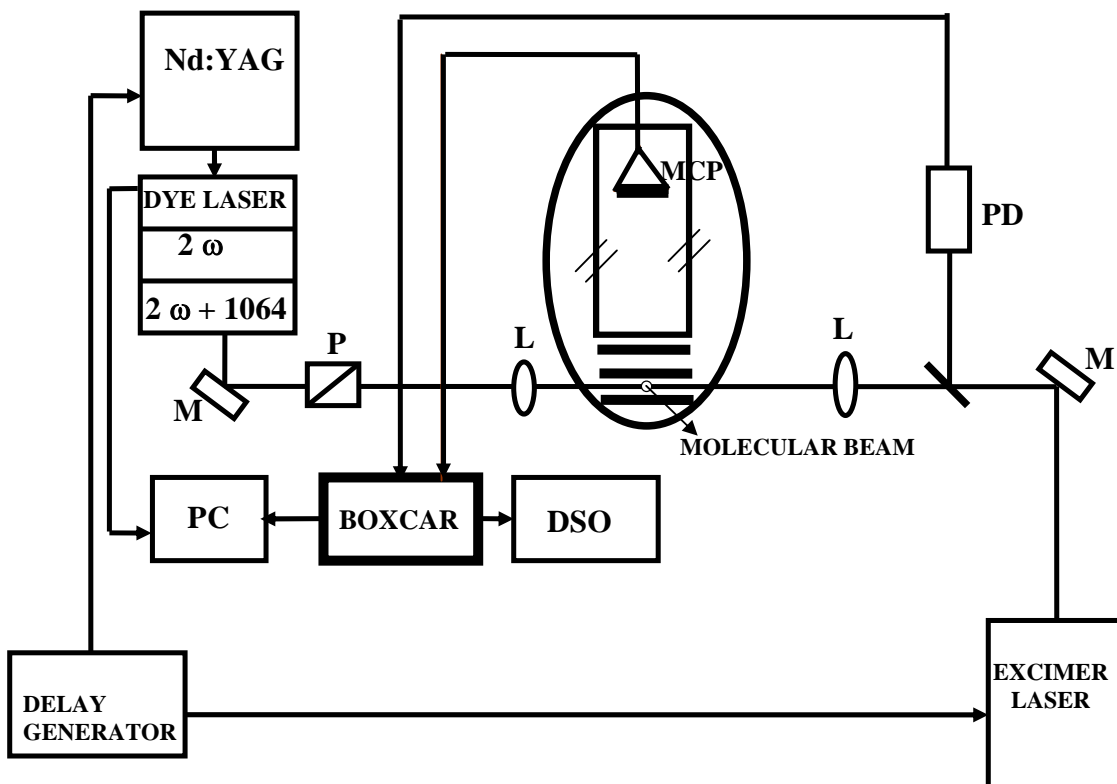 Nd:YAG
DYE LASER
2 ω
2 ω + 1064
M
P
L
MCP
L
PD
M
MOLECULAR BEAM
PC
BOXCAR
DSO
DELAY
GENERATOR
EXCIMER
LASER